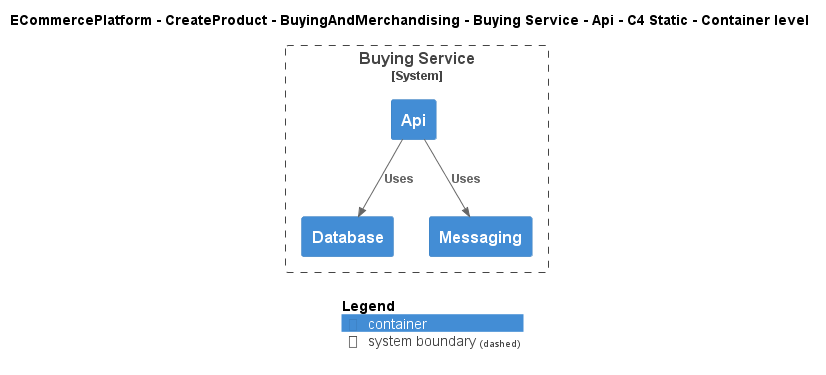 ECommercePlatform - CreateProduct - BuyingAndMerchandising - Buying Service - Api - C4 Static - Container level
Buying Service
[System]
Api
Uses Uses
Database Messaging
Legend
container
system boundary (dashed)